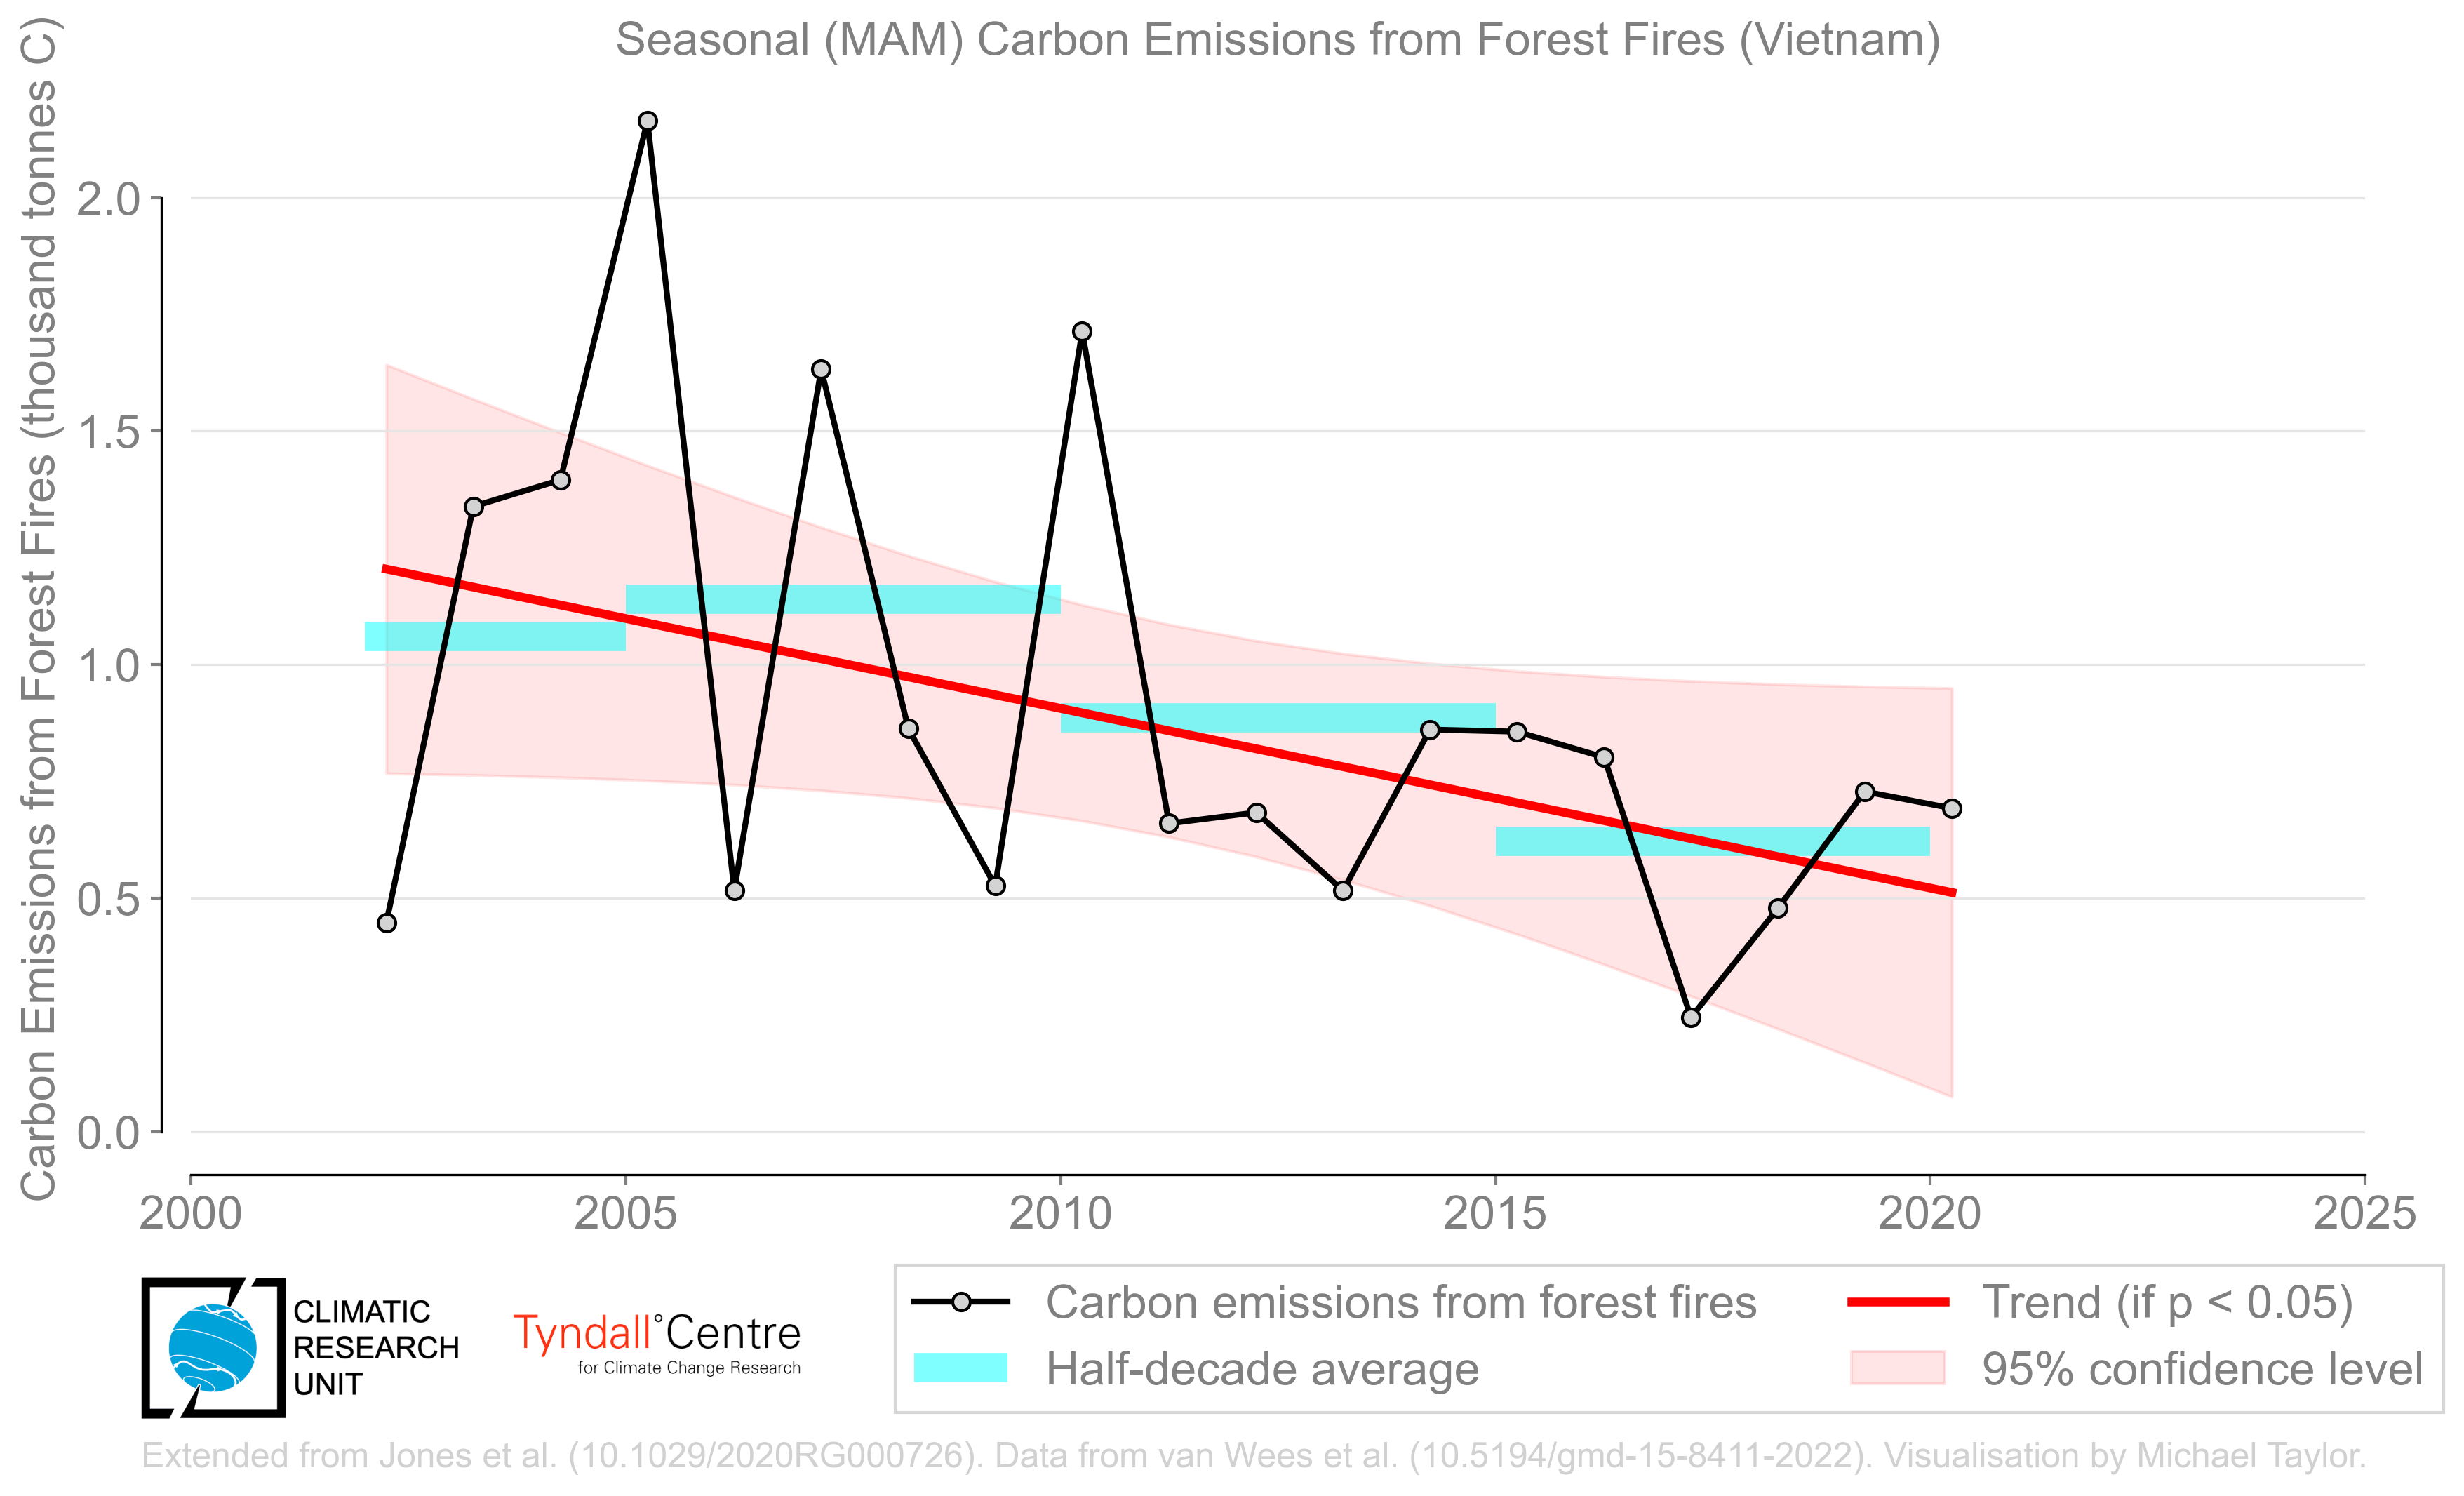 Seasonal (MAM) Carbon Emissions from Forest Fires (Vietnam)
Carbon Emissions from Forest Fires (thousand tonnes C)
2.0
1.5
1.0
0.5
0.0
2000 2005 2010 2015 2020 2025
CLIMATIC
RESEARCH
UNIT
Tyndall°Centre
for Climate Change Research
Carbon emissions from forest fires
Half-decade average
Trend (if p < 0.05)
95% confidence level
Extended from Jones et al. (10.1029/2020RG000726). Data from van Wees et al. (10.5194/gmd-15-8411-2022). Visualisation by Michael Taylor.